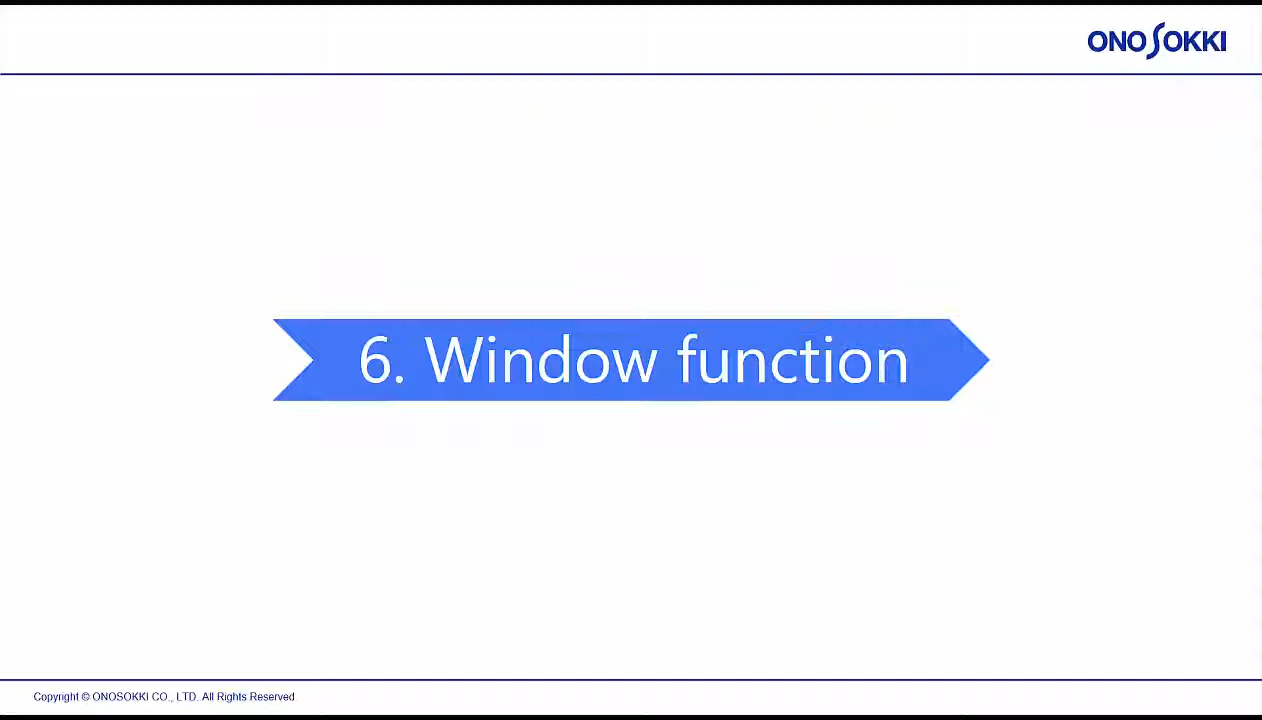 ONO SOKKI
6. Window function
Copyright © ONOSOKKI CO., LTD. All Rights Reserved.